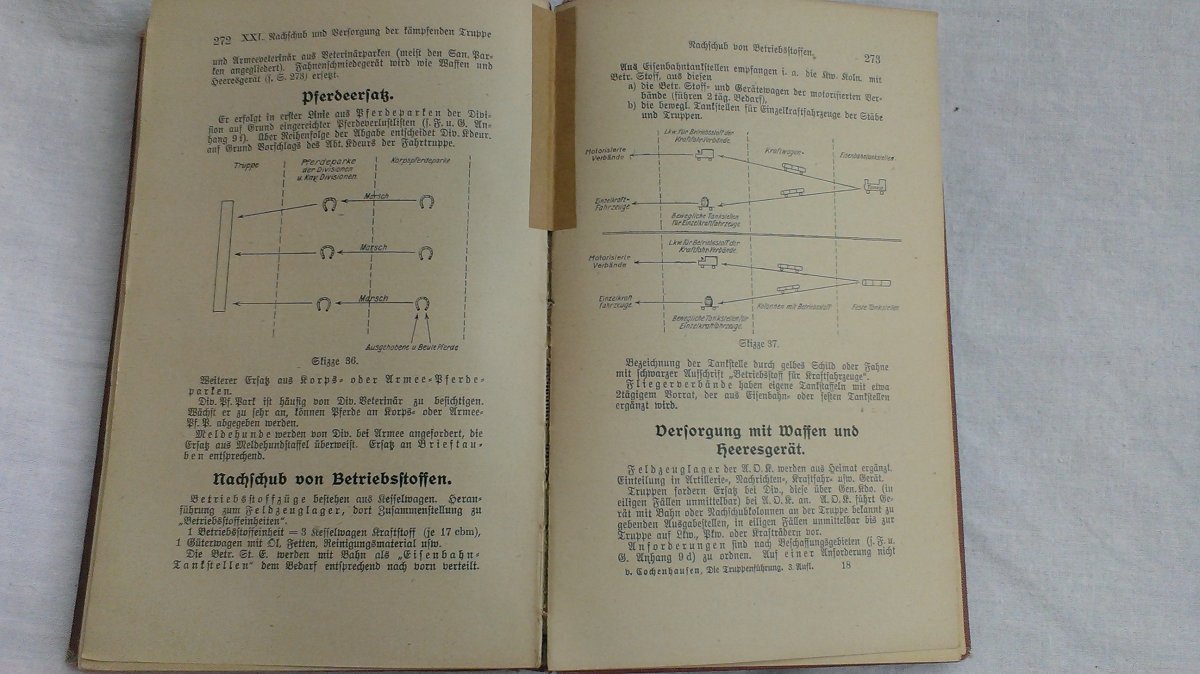 272 XXI. Nachschub und Versorgung der kämpfenden Truppe
und Armeeveterinär aus Veterinärparken (meist den San. Par-
ken angegliedert). Fahnenschmiedegerät wird wie Waffen und
Heeresgerät (s. S. 273) ersetzt.
Pferdeersatz.
Er erfolgt in erster Linie aus Pferdeparken der Divi-
sion auf Grund eingereichter Pferdeverlustlisten (s. F. u. G. An-
hang 9 i). Über Reihenfolge der Abgabe entscheidet Div. Kdeur.
auf Grund Vorschlags des Abt. Kdeurs der Fahrtruppe.
Truppe
Pferdeparke
der Divisionen
u. Kav. Divisionen.
Korpspferdeparke
Marsch
Marsch
Marsch
Ausgehobene u. Beute Pferde
Skizze 36.
Weiterer Ersatz aus Korps- oder Armee-Pferde-
parken.
Div. Pf. Park ist häufig von Div. Veterinär zu besichtigen.
Wächst er zu sehr an, können Pferde an Korps- oder Armee-
Pf. P. abgegeben werden.
Meldehunde werden von Div. bei Armee angefordert, die
Ersatz aus Meldehundstaffel überweist. Ersatz an Brieftau-
ben entsprechend.
Nachschub von Betriebsstoffen.
Betriebsstoffzüge bestehen aus Kesselwagen. Heran-
führung zum Feldzeuglager, dort Zusammenstellung zu
„Betriebsstoffeinheiten“.
1 Betriebsstoffeinheit = 3 Kesselwagen Kraftstoff (je 17 cbm),
1 Güterwagen mit Öl, Fetten, Reinigungsmaterial usw.
Die Betr. St. E. werden mit Bahn als „Eisenbahn-
Tankstellen“ dem Bedarf entsprechend nach vorn verteilt.
Nachschub von Betriebsstoffen. 273
Aus Eisenbahntankstellen empfangen i. a. die Kw. Koln. mit
Betr. Stoff, aus diesen
a) die Betr. Stoff- und Gerätewagen der motorisierten Ver-
bände (führen 2 täg. Bedarf),
b) die bewegl. Tankstellen für Einzelkraftfahrzeuge der Stäbe
und Truppen.
Lkw. für Betriebsstoff der
Kraftfahr-Verbände.
Motorisierte
Verbände
Kraftwagen-
Eisenbahntankstellen
Einzelkraft-
Fahrzeuge
Bewegliche Tankstellen
für Einzelkraftfahrzeuge.
Lkw für Betriebsstoff der
Kraftfahr-Verbände.
Motorisierte
Verbände
Einzelkraft
Fahrzeuge
Bewegliche Tankstellen für
Einzelkraftfahrzeuge.
Kolonnen mit Betriebstoff
Feste Tankstellen
Skizze 37.
Bezeichnung der Tankstelle durch gelbes Schild oder Fahne
mit schwarzer Aufschrift „Betriebsstoff für Kraftfahrzeuge“.
Fliegerverbände haben eigene Tankstaffeln mit etwa
2tägigem Vorrat, der aus Eisenbahn- oder festen Tankstellen
ergänzt wird.
Versorgung mit Waffen und
Heeresgerät.
Feldzeuglager der A. O. K. werden aus Heimat ergänzt.
Einteilung in Artillerie-, Nachrichten-, Kraftfahr- usw. Gerät.
Truppen fordern Ersatz bei Div., diese über Gen. Kdo. (in
eiligen Fällen unmittelbar) bei A. O. K. an. A. O. K. führt Ge-
rät mit Bahn oder Nachschubkolonnen an der Truppe bekannt zu
gebenden Ausgabestellen, in eiligen Fällen unmittelbar bis zur
Truppe auf Lkw., Pkw. oder Krafträdern vor.
Anforderungen sind nach Beschaffungsgebieten (s. F. u.
G. Anhang 9 d) zu ordnen. Auf einer Anforderung nicht
v. Cochenhausen, Die Truppenführung. 3. Aufl. 18